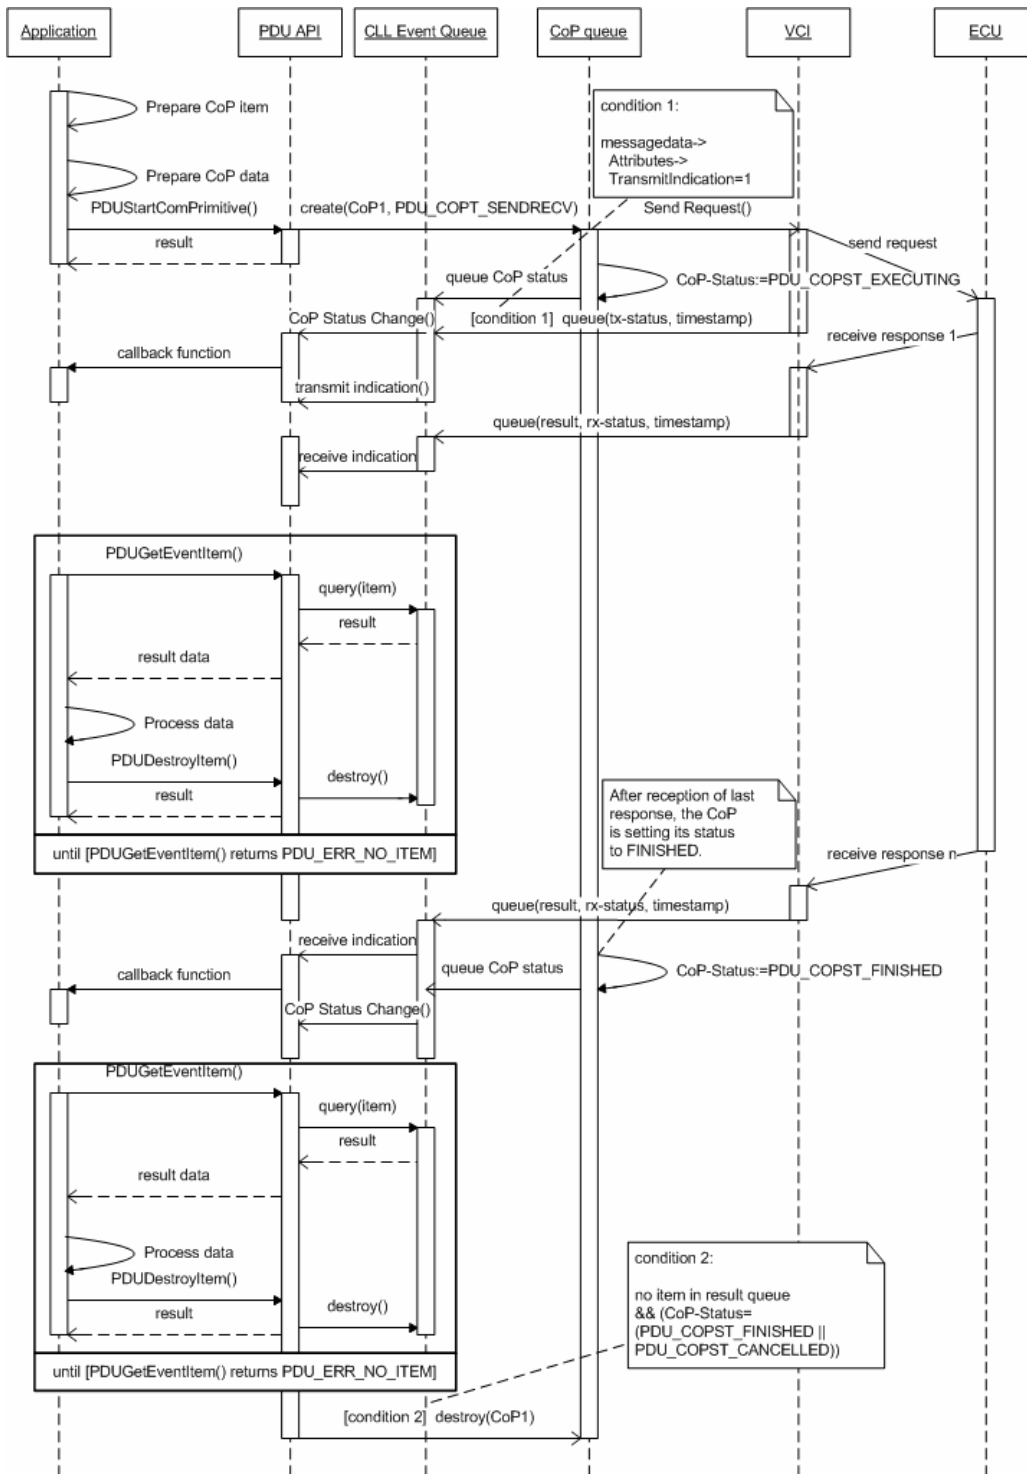 Application
PDU API
CLL Event Queue
CoP queue
VCI
ECU
Prepare CoP item
condition 1:
messagedata->
Attributes->
TransmitIndication=1
Prepare CoP data
PDUStartComPrimitive()
create(CoP1, PDU_COPT_SENDRECV)
Send Request()
result
send request
queue CoP status
CoP-Status:=PDU_COPST_EXECUTING
CoP Status Change()
[condition 1] queue(tx-status, timestamp)
receive response 1
callback function
transmit indication()
queue(result, rx-status, timestamp)
receive indication
PDUGetEventItem()
query(item)
result
result data
Process data
PDUDestroyItem()
destroy()
result
After reception of last
response, the CoP
is setting its status
to FINISHED.
until [PDUGetEventItem() returns PDU_ERR_NO_ITEM]
receive response n
queue(result, rx-status, timestamp)
receive indication
queue CoP status
CoP-Status:=PDU_COPST_FINISHED
callback function
CoP Status Change()
PDUGetEventItem()
query(item)
result
result data
Process data
PDUDestroyItem()
destroy()
result
condition 2:
no item in result queue
&& (CoP-Status=
(PDU_COPST_FINISHED ||
PDU_COPST_CANCELLED))
until [PDUGetEventItem() returns PDU_ERR_NO_ITEM]
[condition 2] destroy(CoP1)